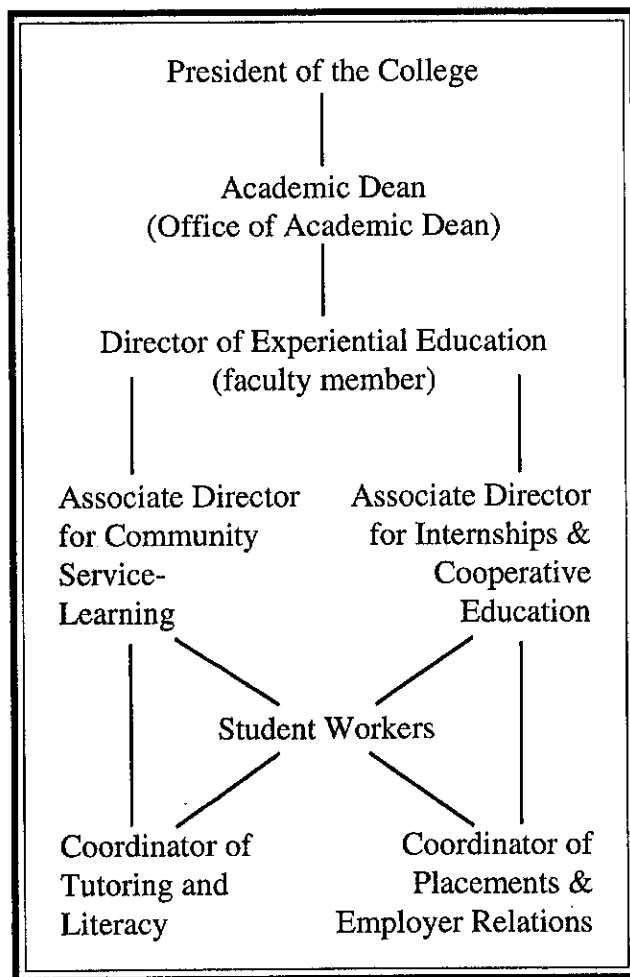 President of the College
Academic Dean
(Office of Academic Dean)
Director of Experiential Education
(faculty member)
Associate Director
for Community
Service-
Learning
Associate Director
for Internships &
Cooperative
Education
Student Workers
Coordinator of
Tutoring and
Literacy
Coordinator of
Placements &
Employer Relations